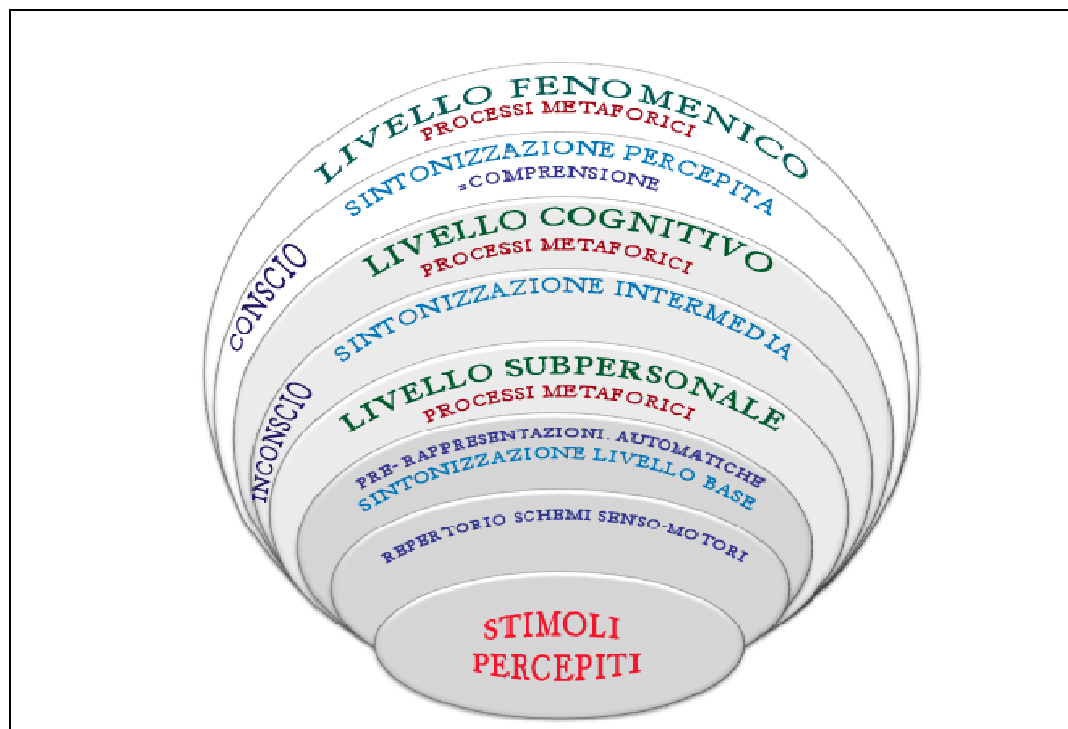 LIVELLO FENOMENICO
PROCESSI METAFORICI
SINTONIZZAZIONE PERCEPITA
=COMPRENSIONE
CONSCIO
LIVELLO COGNITIVO
PROCESSI METAFORICI
SINTONIZZAZIONE INTERMEDIA
INCONSCIO
LIVELLO SUBPERSONALE
PROCESSI METAFORICI
PRE-RAPPRESENTAZIONI. AUTOMATICHE
SINTONIZZAZIONE LIVELLO BASE
REPERTORIO SCHEMI SENSO-MOTORI
STIMOLI
PERCEPITI